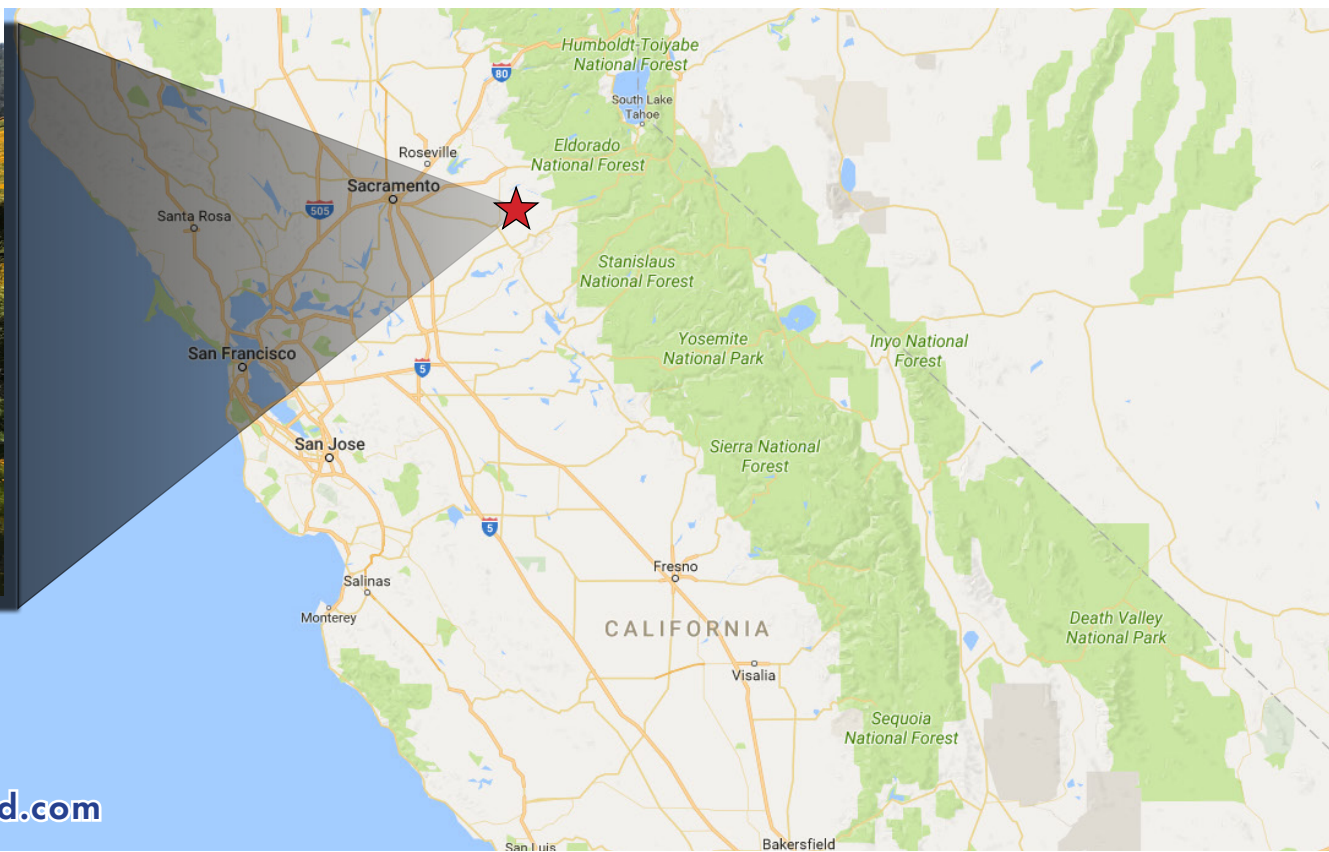 Humboldt-Toiyabe
National Forest
80
South Lake
Tahoe
Eldorado
National Forest
Roseville
Sacramento
505
Santa Rosa
Stanislaus
National Forest
Yosemite
National Park
Inyo National
Forest
San Francisco
5
San Jose
Sierra National
Forest
5
Fresno
Salinas
Monterey
CALIFORNIA
Death Valley
National Park
Visalia
Sequoia
National Forest
d.com
San Luis
Bakersfield